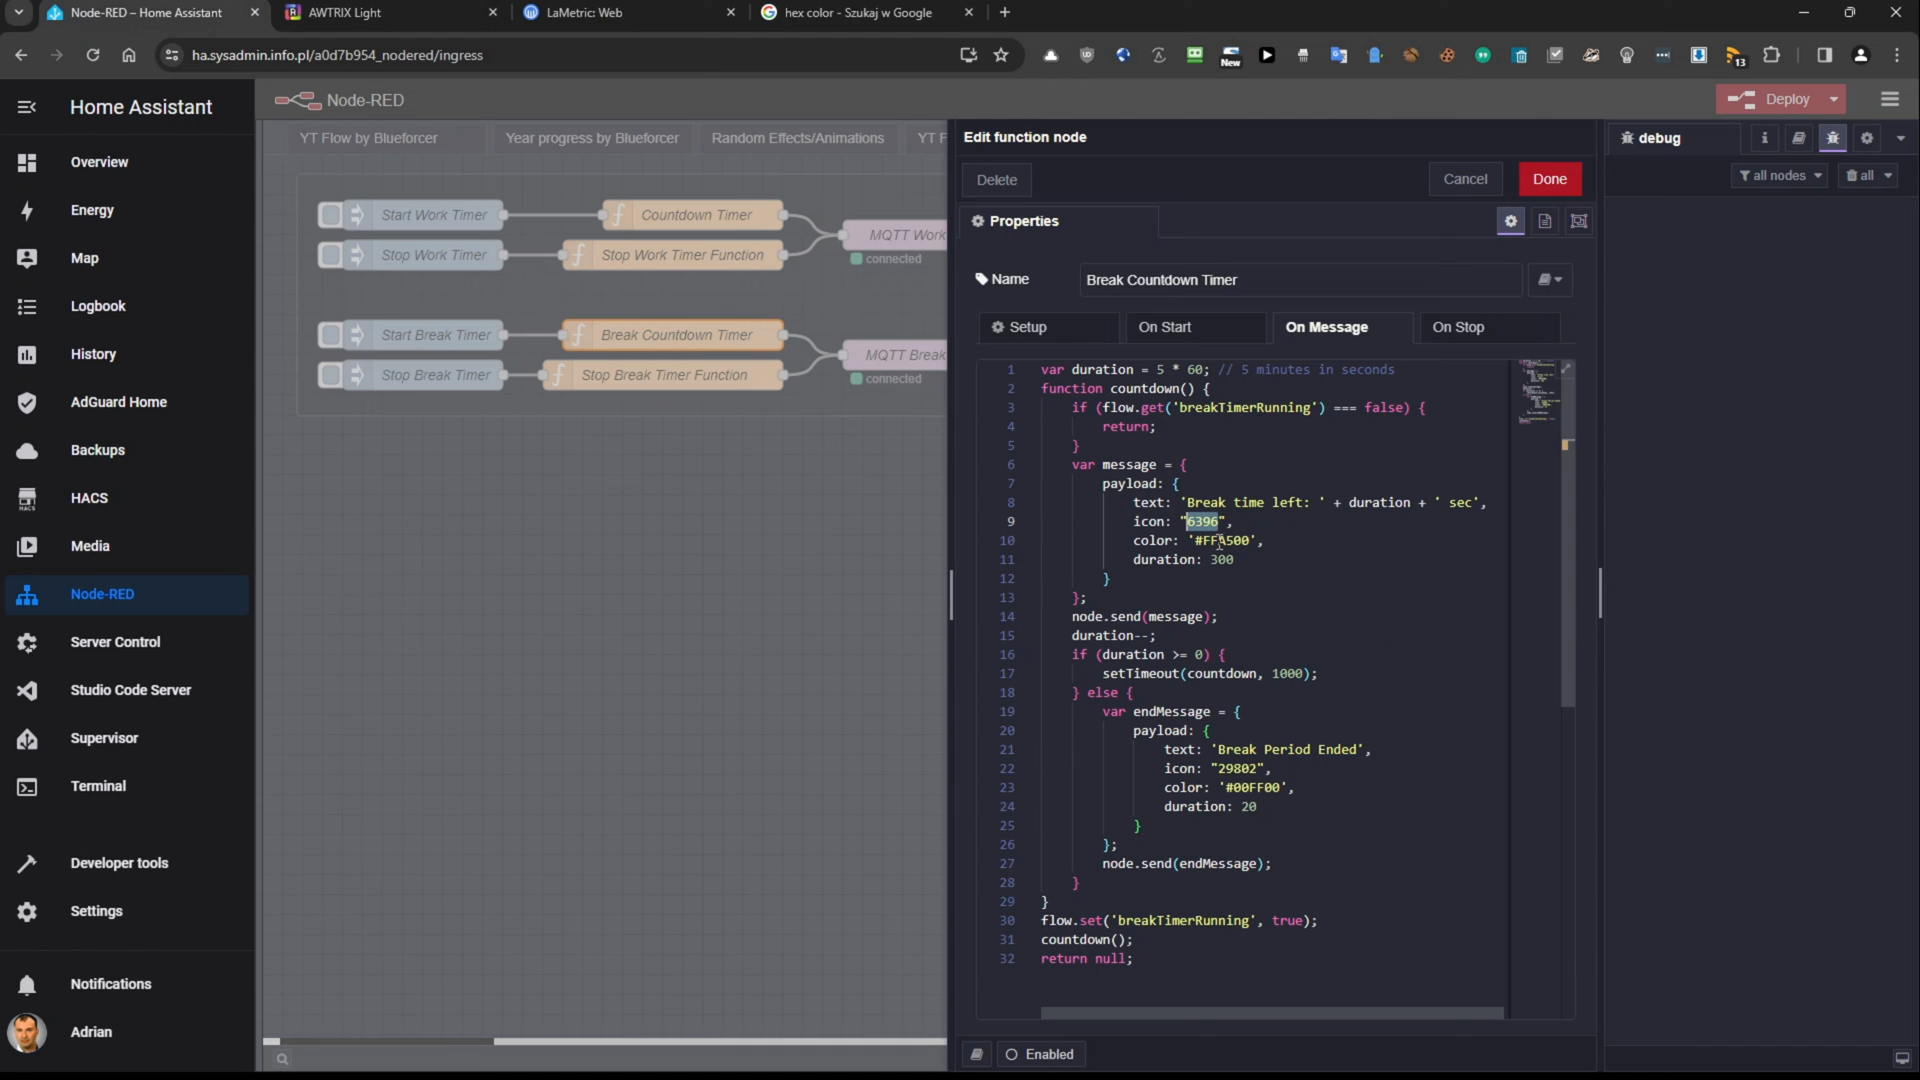 Node-RED – Home Assistant
AWTRIX Light
LaMetric: Web
hex color - Szukaj w Google
ha.sysadmin.info.pl/a0d7b954_nodered/ingress
New
13
Home Assistant
Node-RED
Deploy
Overview
Energy
Map
Logbook
History
AdGuard Home
Backups
HACS
Media
Node-RED
Server Control
Studio Code Server
Supervisor
Terminal
Developer tools
Settings
Notifications
Adrian
YT Flow by Blueforcer
Year progress by Blueforcer
Random Effects/Animations
YT F
Start Work Timer
Countdown Timer
MQTT Work
Stop Work Timer
Stop Work Timer Function
connected
Start Break Timer
Break Countdown Timer
MQTT Break
Stop Break Timer
Stop Break Timer Function
connected
Edit function node
Delete
Cancel
Done
Properties
Name
Break Countdown Timer
Setup
On Start
On Message
On Stop
1 var duration = 5 * 60; // 5 minutes in seconds
2 function countdown() {
3 if (flow.get('breakTimerRunning') === false) {
4 return;
5 }
6 var message = {
7 payload: {
8 text: 'Break time left: ' + duration + ' sec',
9 icon: "6396",
10 color: '#FFA500',
11 duration: 300
12 }
13 };
14 node.send(message);
15 duration--;
16 if (duration >= 0) {
17 setTimeout(countdown, 1000);
18 } else {
19 var endMessage = {
20 payload: {
21 text: 'Break Period Ended',
22 icon: "29802",
23 color: '#00FF00',
24 duration: 20
25 }
26 };
27 node.send(endMessage);
28 }
29 }
30 flow.set('breakTimerRunning', true);
31 countdown();
32 return null;
Enabled
debug
all nodes
all